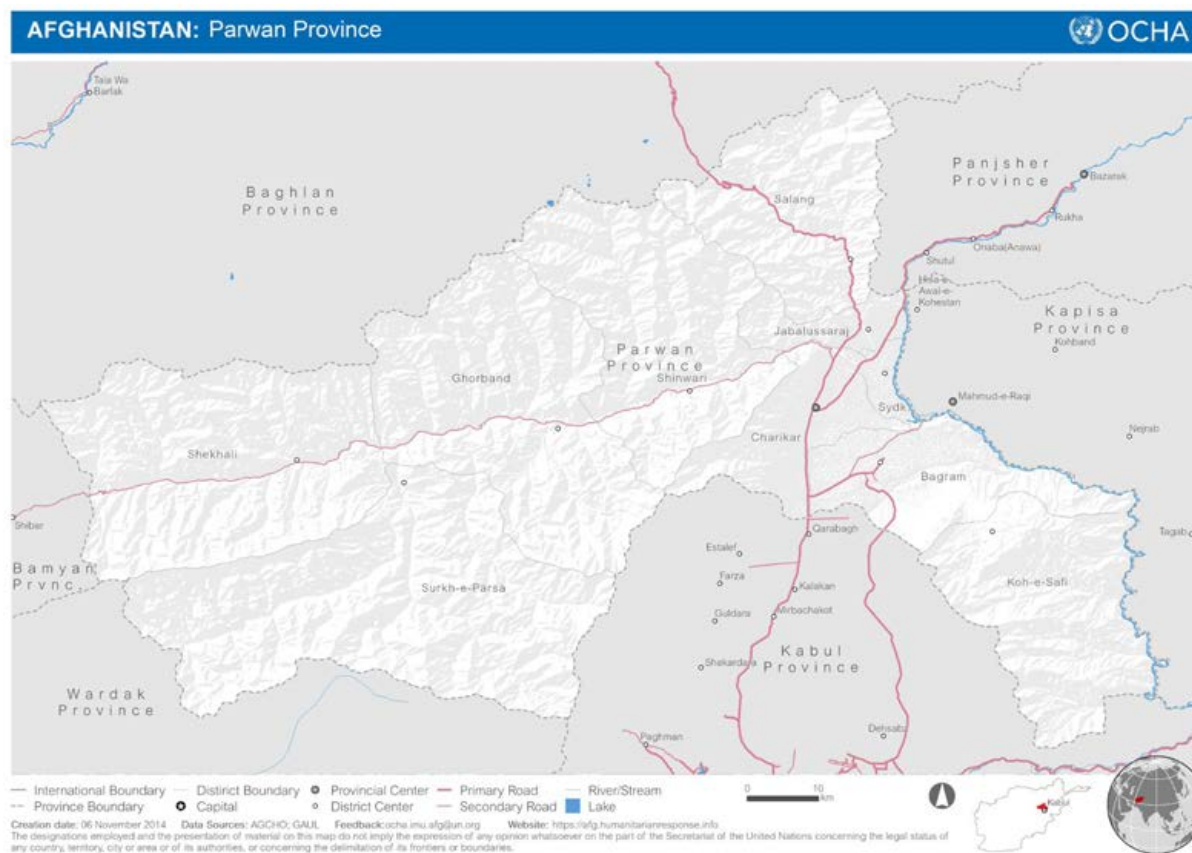 AFGHANISTAN: Parwan Province
OCHA
Tala Wa
Barfak
Baghlan
Province
Salang
Panjsher
Province
Bazarak
Rukha
Onaba(Anawa)
Shutul
Hisa-e-
Awal-e-
Kohestan
Kapisa
Province
Kohband
Jabalussaraj
Parwan
Province
Shinwari
Ghorband
Mahmud-e-Raqi
Sydk
Charikar
Nejrab
Shekhali
Bagram
Shibar
Qarabagh
Tagab
Estalef
Bamyan
Prvnc.
Farza
Kalakan
Surkh-e-Parsa
Koh-e-Safi
Guldara
Mirbachakot
Kabul
Province
Shakardara
Wardak
Province
Dehsabz
Paghman
International Boundary District Boundary Provincial Center Primary Road River/Stream
Province Boundary Capital District Center Secondary Road Lake
0 10
km
Kabul
Creation date: 06 November 2014 Data Sources: AGCHO; GAUL Feedback:ocha.imu.afg@un.org Website: https://afg.humanitarianresponse.info
The designations employed and the presentation of material on this map do not imply the expression of any opinion whatsoever on the part of the Secretariat of the United Nations concerning the legal status of
any country, territory, city or area or of its authorities, or concerning the delimitation of its frontiers or boundaries.